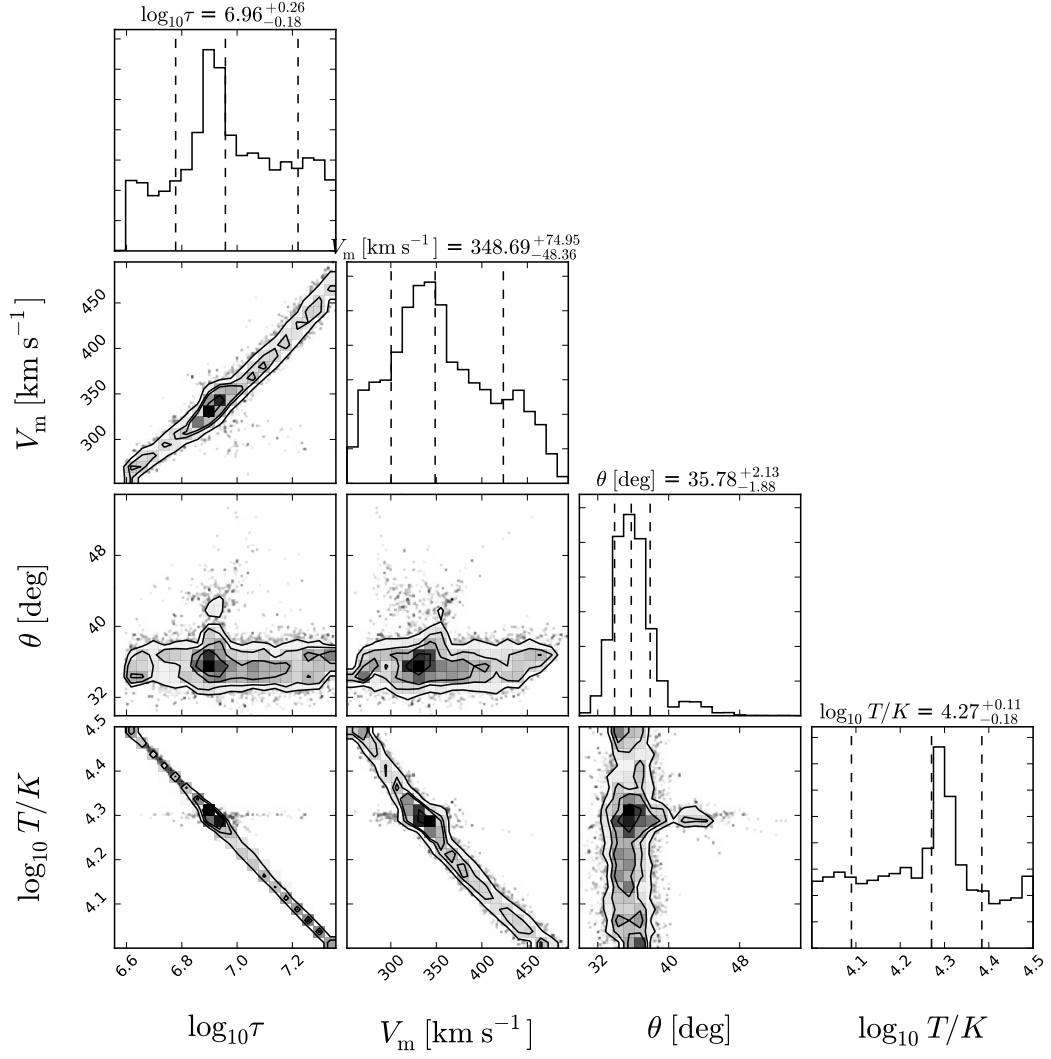 log₁₀τ = 6.96⁺⁰·²⁶₋₀.₁₈
V_m [km s⁻¹] = 348.69⁺⁷⁴·⁹⁵₋₄₈.₃₆
450
400
350
300
V_m [km s⁻¹]
θ [deg] = 35.78⁺²·¹³₋₁.₈₈
48
40
32
θ [deg]
log₁₀ T/K = 4.27⁺⁰·¹¹₋₀.₁₈
4.5
4.4
4.3
4.2
4.1
log₁₀ T/K
6.6 6.8 7.0 7.2
300 350 400 450
32 40 48
4.1 4.2 4.3 4.4 4.5
log₁₀τ
V_m [km s⁻¹]
θ [deg]
log₁₀ T/K